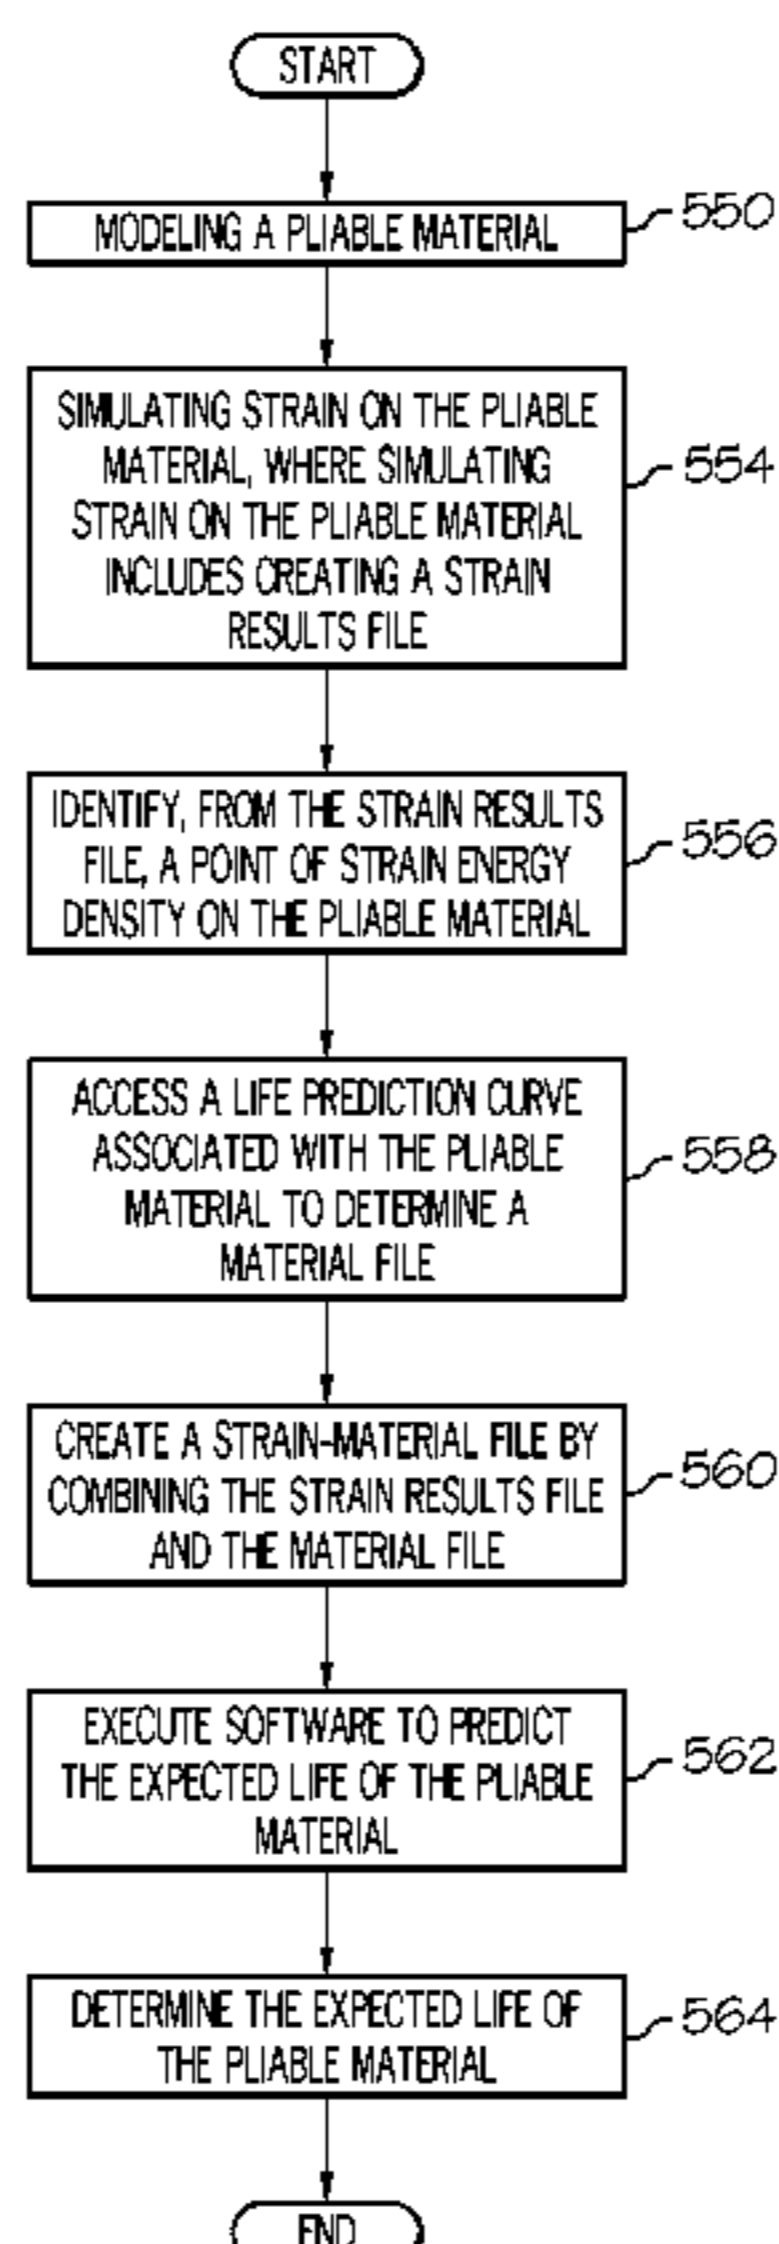 START
MODELING A PLIABLE MATERIAL
550
SIMULATING STRAIN ON THE PLIABLE
MATERIAL, WHERE SIMULATING
STRAIN ON THE PLIABLE MATERIAL
INCLUDES CREATING A STRAIN
RESULTS FILE
554
IDENTIFY, FROM THE STRAIN RESULTS
FILE, A POINT OF STRAIN ENERGY
DENSITY ON THE PLIABLE MATERIAL
556
ACCESS A LIFE PREDICTION CURVE
ASSOCIATED WITH THE PLIABLE
MATERIAL TO DETERMINE A
MATERIAL FILE
558
CREATE A STRAIN-MATERIAL FILE BY
COMBINING THE STRAIN RESULTS FILE
AND THE MATERIAL FILE
560
EXECUTE SOFTWARE TO PREDICT
THE EXPECTED LIFE OF THE PLIABLE
MATERIAL
562
DETERMINE THE EXPECTED LIFE OF
THE PLIABLE MATERIAL
564
END